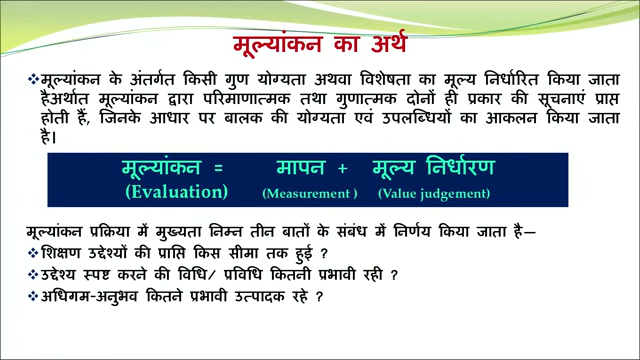 मूल्यांकन का अर्थ
❖मूल्यांकन के अंतर्गत किसी गुण योग्यता अथवा विशेषता का मूल्य निर्धारित किया जाता
हैअर्थात मूल्यांकन द्वारा परिमाणात्मक तथा गुणात्मक दोनों ही प्रकार की सूचनाएं प्राप्त
होती हैं, जिनके आधार पर बालक की योग्यता एवं उपलब्धियों का आकलन किया जाता
है।
मूल्यांकन = मापन + मूल्य निर्धारण
(Evaluation) (Measurement ) (Value judgement)
मूल्यांकन प्रक्रिया में मुख्यता निम्न तीन बातों के संबंध में निर्णय किया जाता है—
❖शिक्षण उद्देश्यों की प्राप्ति किस सीमा तक हुई ?
❖उद्देश्य स्पष्ट करने की विधि/ प्रविधि कितनी प्रभावी रही ?
❖अधिगम-अनुभव कितने प्रभावी उत्पादक रहे ?